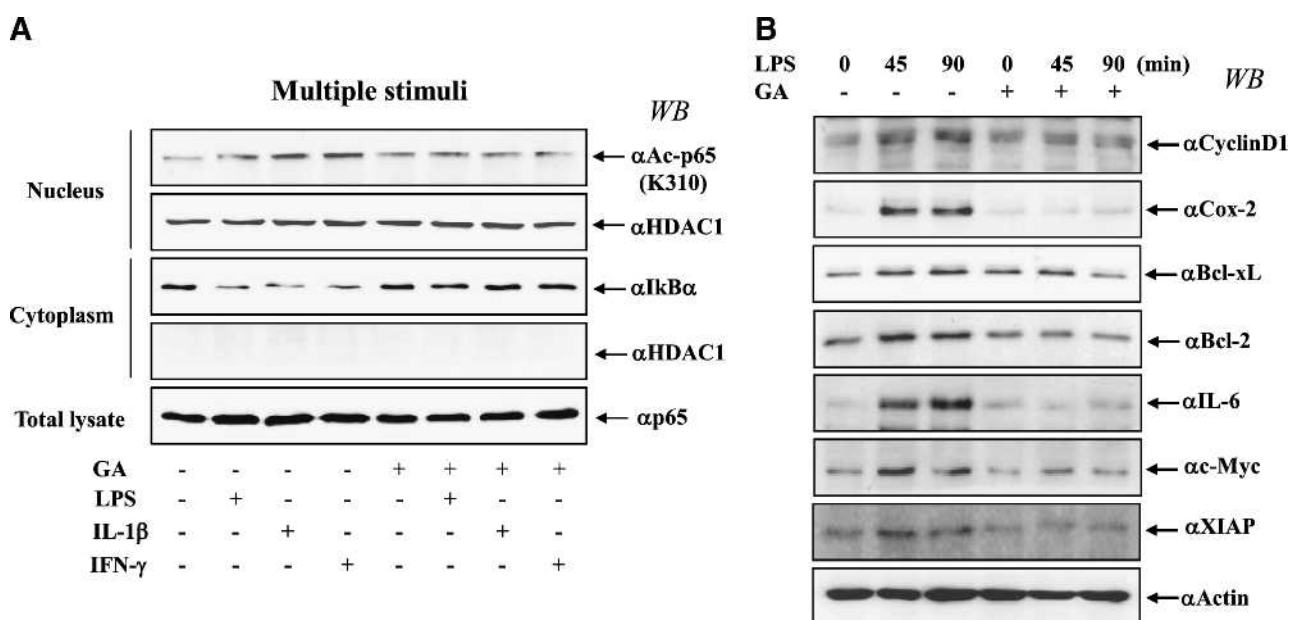 A
Multiple stimuli
WB
Nucleus
αAc-p65
(K310)
αHDAC1
Cytoplasm
αIkBα
αHDAC1
Total lysate
αp65
GA - - - - + + + +
LPS - + - - - + - -
IL-1β - - + - - - + -
IFN-γ - - - + - - - +
B
LPS 0 45 90 0 45 90 (min)
GA - - - + + +
WB
αCyclinD1
αCox-2
αBcl-xL
αBcl-2
αIL-6
αc-Myc
αXIAP
αActin